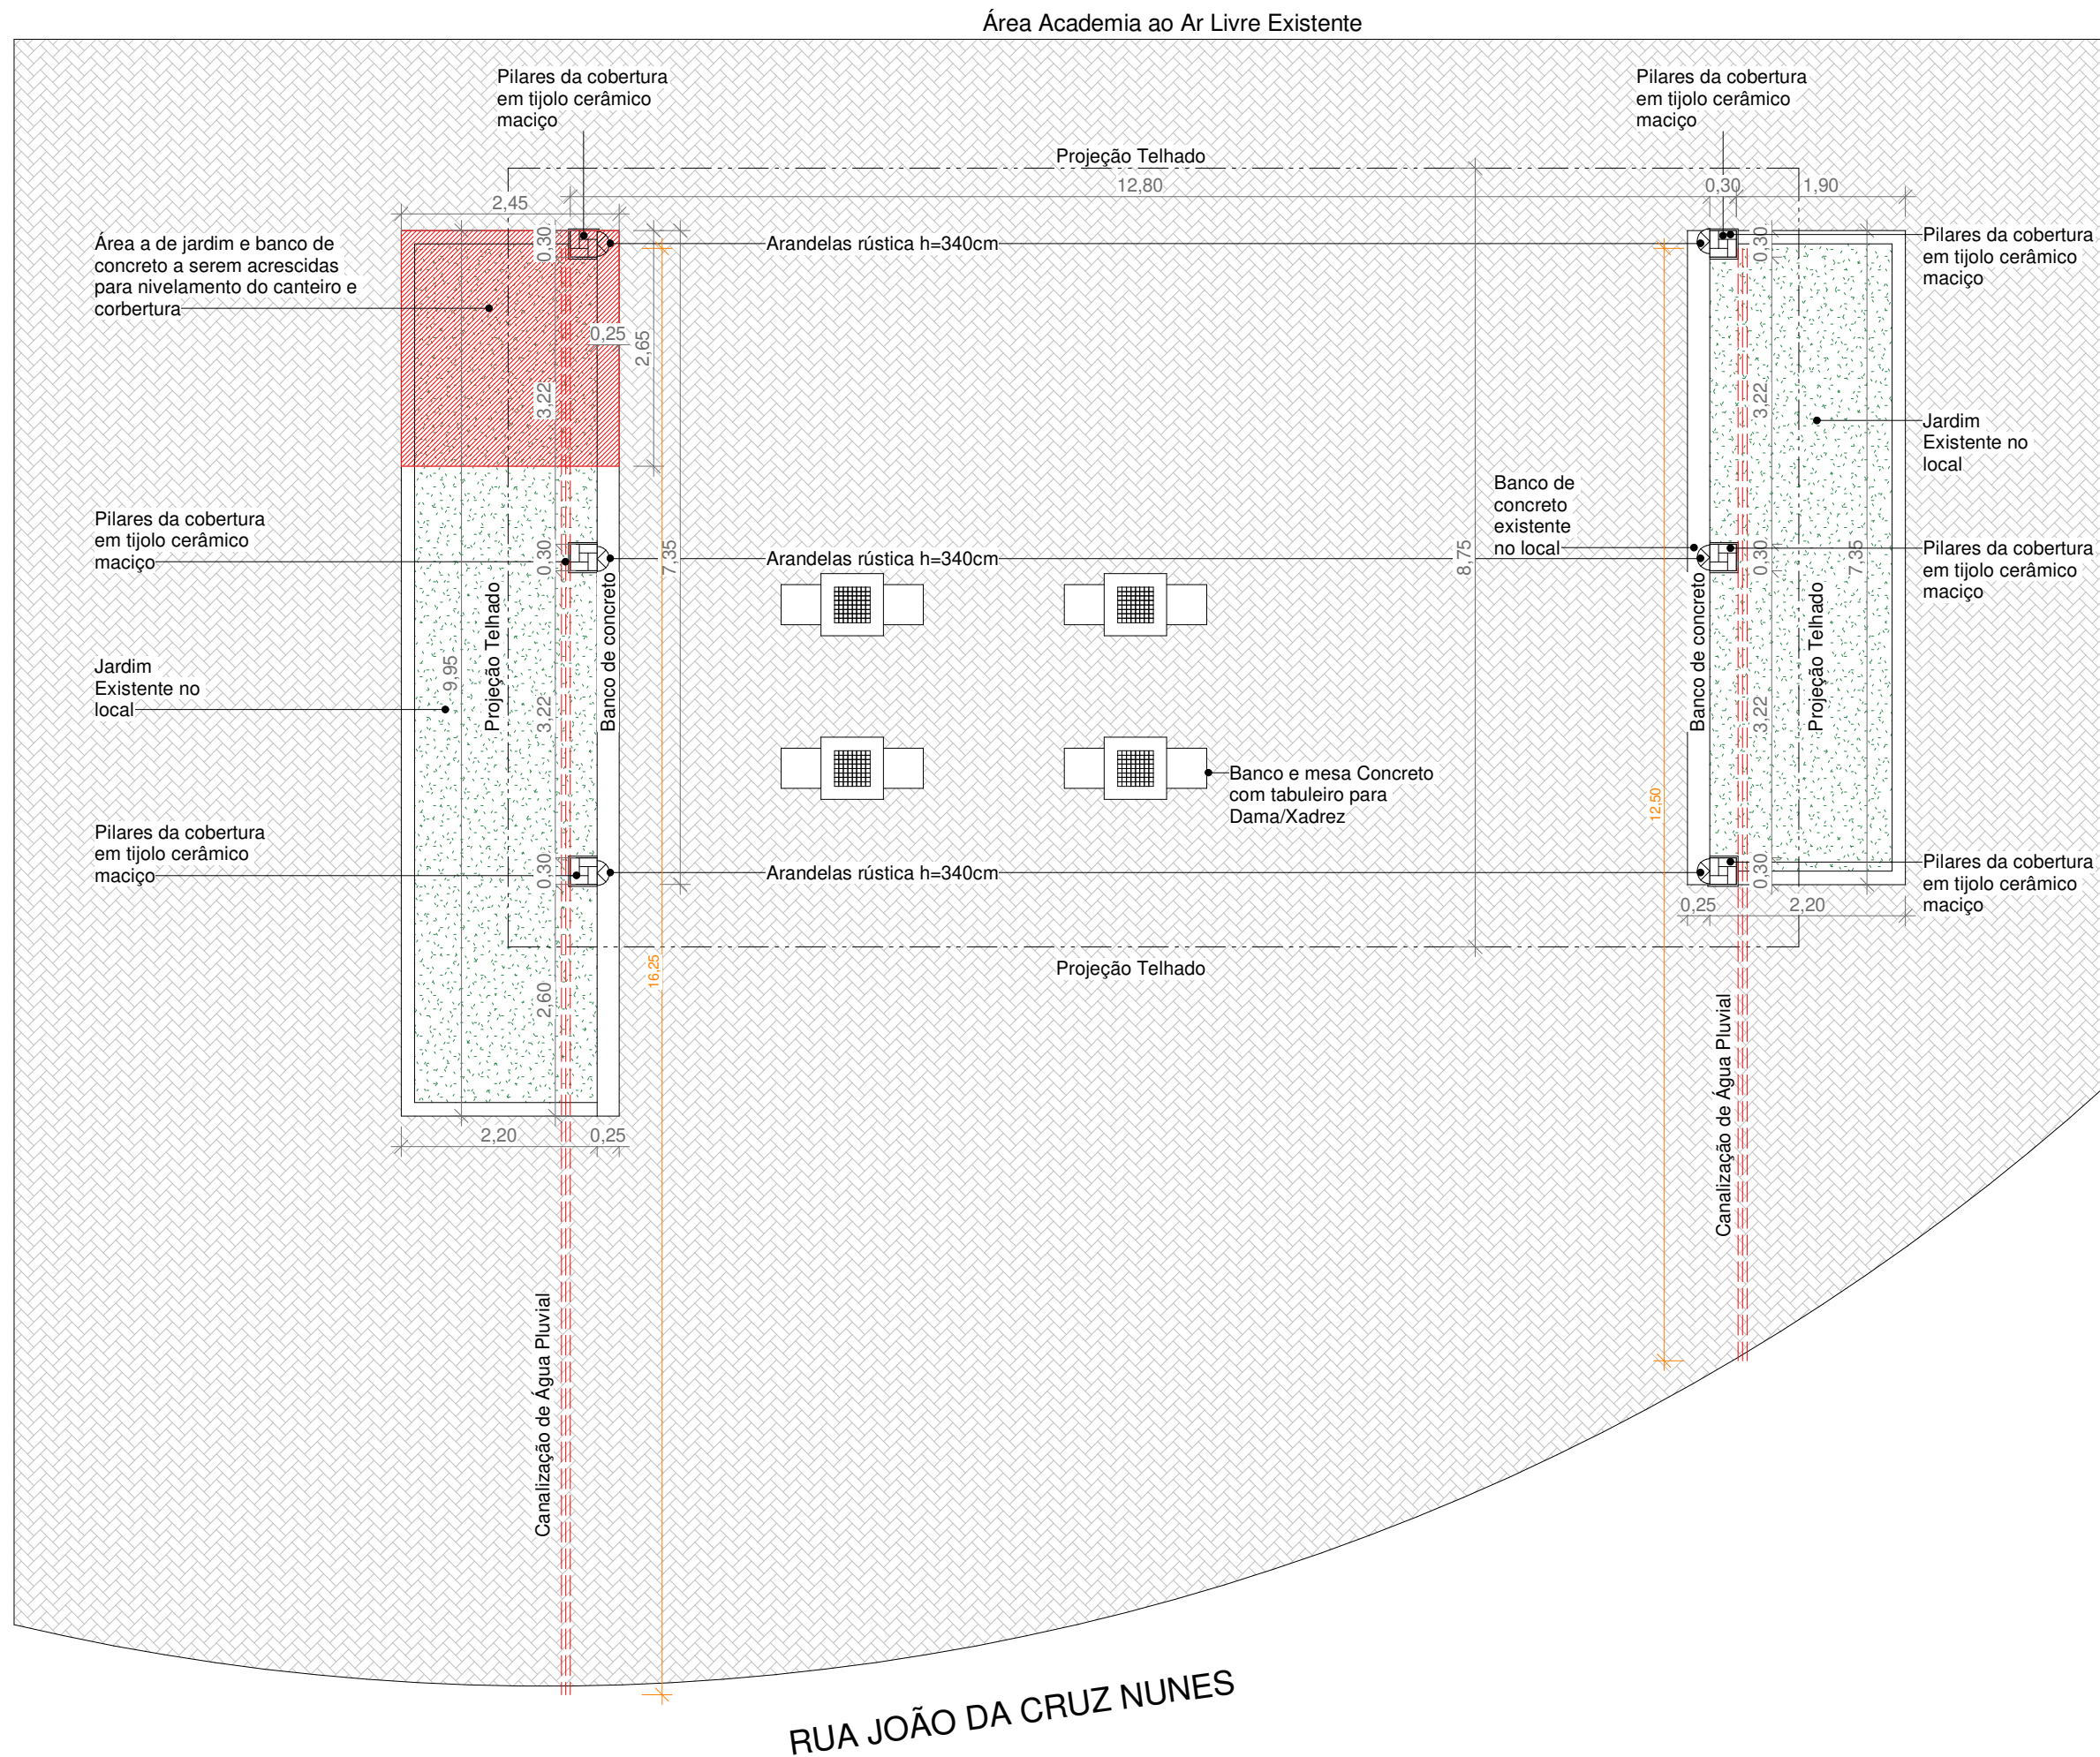 Área Academia ao Ar Livre Existente
Pilares da cobertura
em tijolo cerâmico
maciço
Pilares da cobertura
em tijolo cerâmico
maciço
Projeção Telhado
12,80
0,30
1,90
2,45
Área a de jardim e banco de
concreto a serem acrescidas
para nivelamento do canteiro e
corbertura
0,30
Arandelas rústica h=340cm
0,30
Pilares da cobertura
em tijolo cerâmico
maciço
0,25
2,65
3,22
3,22
Jardim
Existente no
local
Banco de
concreto
existente
no local
Pilares da cobertura
em tijolo cerâmico
maciço
0,30
7,35
Arandelas rústica h=340cm
8,75
0,30
7,35
Pilares da cobertura
em tijolo cerâmico
maciço
Jardim
Existente no
local
9,95
Projeção Telhado
3,22
Banco de concreto
Banco de concreto
3,22
Projeção Telhado
Banco e mesa Concreto
com tabuleiro para
Dama/Xadrez
12,50
Pilares da cobertura
em tijolo cerâmico
maciço
0,30
Arandelas rústica h=340cm
0,30
Pilares da cobertura
em tijolo cerâmico
maciço
0,25
2,20
Projeção Telhado
16,25
2,60
2,20
0,25
Canalização de Água Pluvial
Canalização de Água Pluvial
RUA JOÃO DA CRUZ NUNES